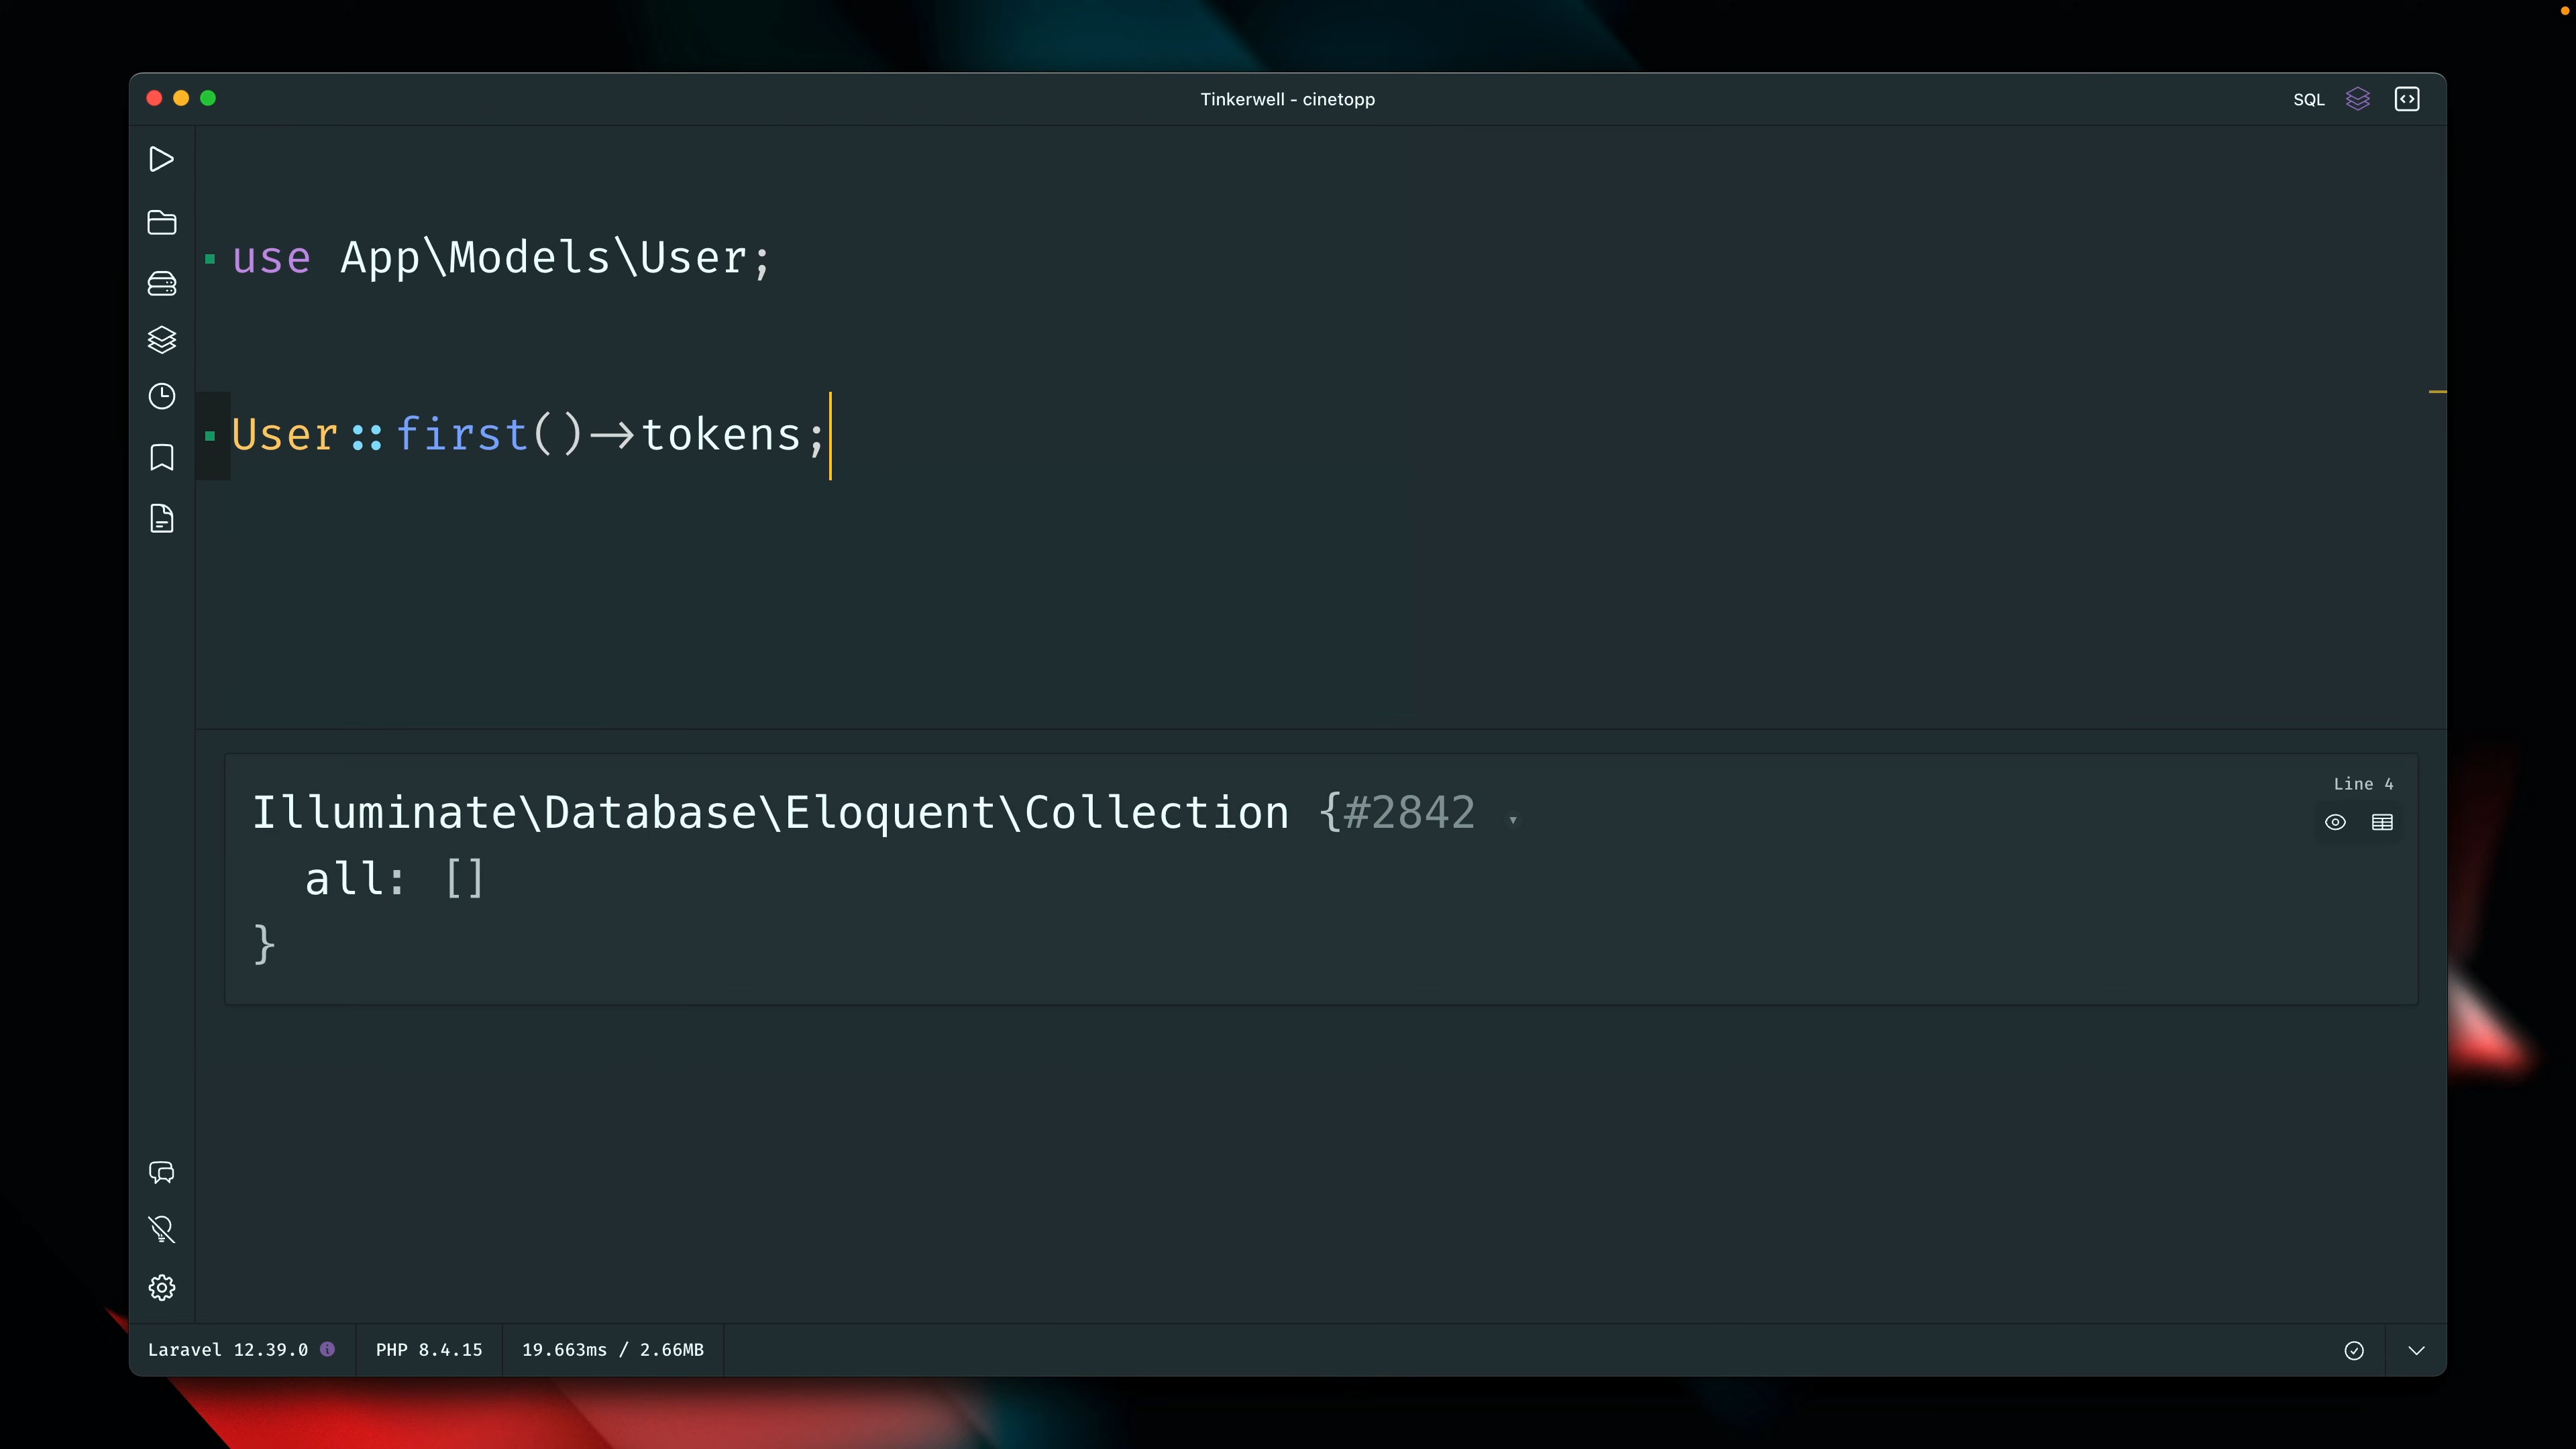 Tinkerwell - cinetopp
SQL
use App\Models\User;
User::first()->tokens;
Line 4
Illuminate\Database\Eloquent\Collection {#2842 ▾
all: []
}
Laravel 12.39.0
PHP 8.4.15
19.663ms / 2.66MB